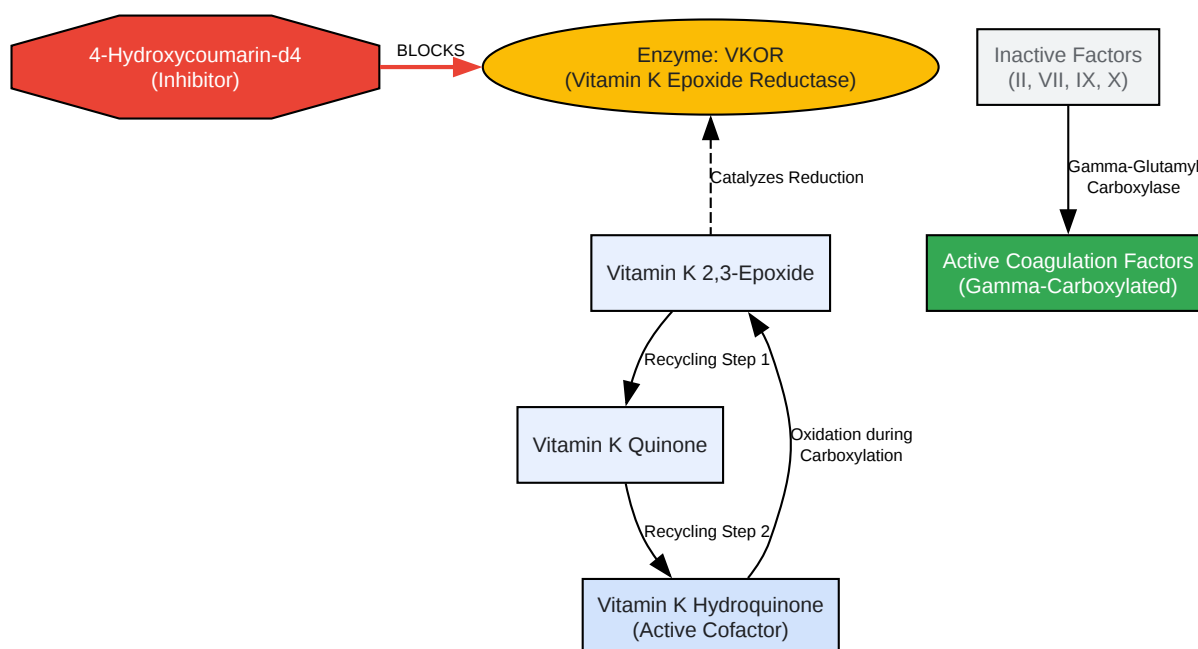 4-Hydroxycoumarin-d4
(Inhibitor)
BLOCKS
Enzyme: VKOR
(Vitamin K Epoxide Reductase)
Inactive Factors
(II, VII, IX, X)
Catalyzes Reduction
Gamma-Glutamyl
Carboxylase
Vitamin K 2,3-Epoxide
Active Coagulation Factors
(Gamma-Carboxylated)
Recycling Step 1
Vitamin K Quinone
Oxidation during
Carboxylation
Recycling Step 2
Vitamin K Hydroquinone
(Active Cofactor)